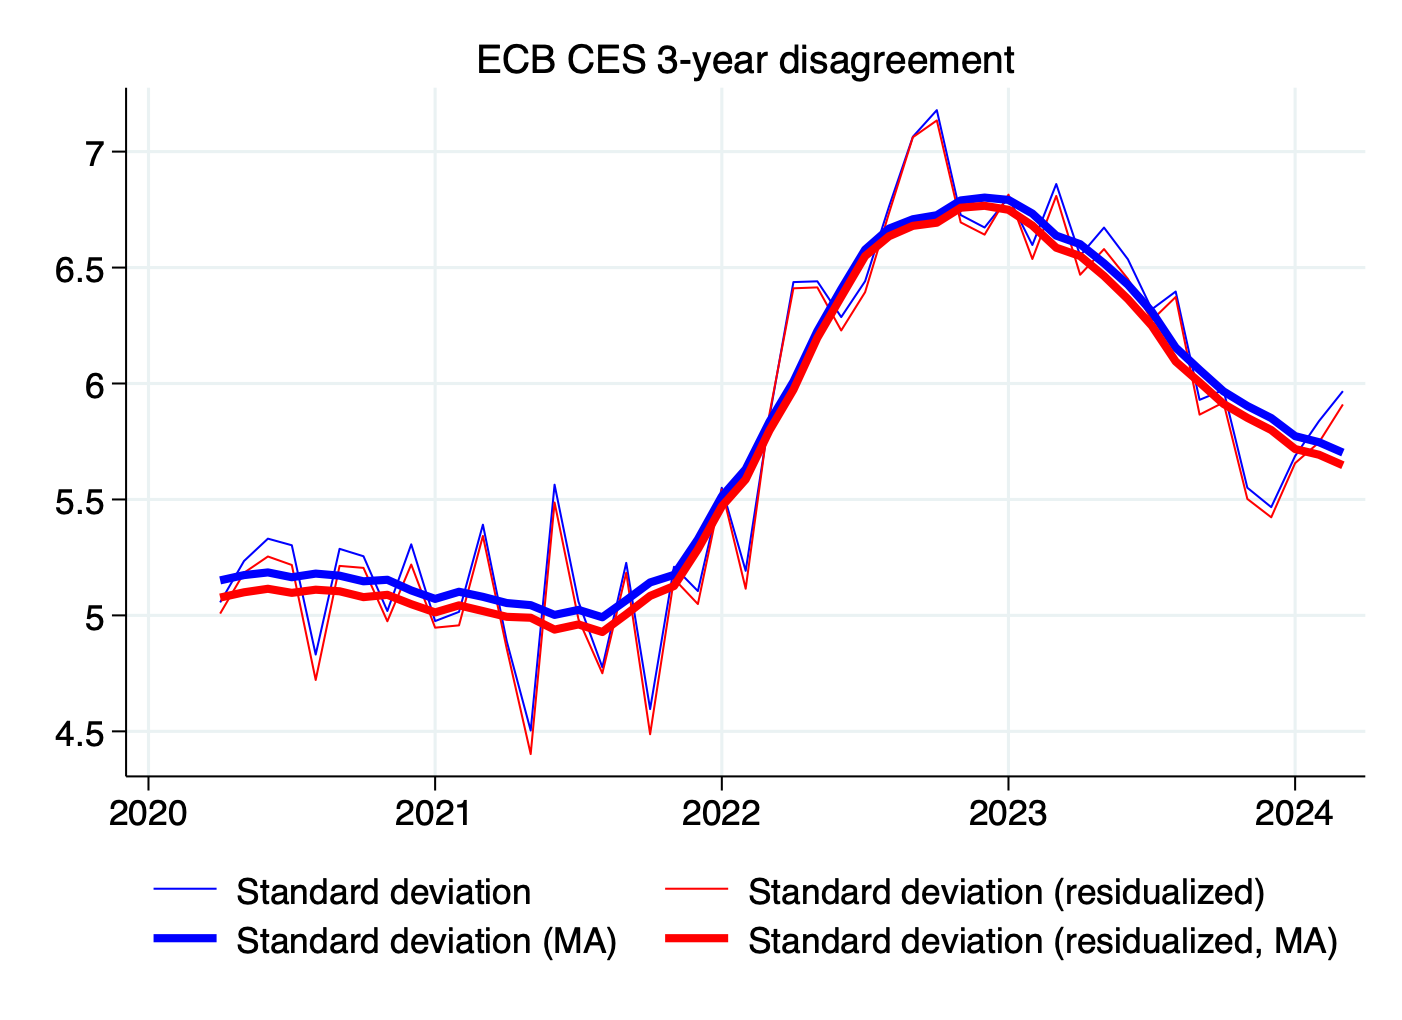 ECB CES 3-year disagreement
7
6.5
6
5.5
5
4.5
2020 2021 2022 2023 2024
Standard deviation Standard deviation (residualized)
Standard deviation (MA) Standard deviation (residualized, MA)